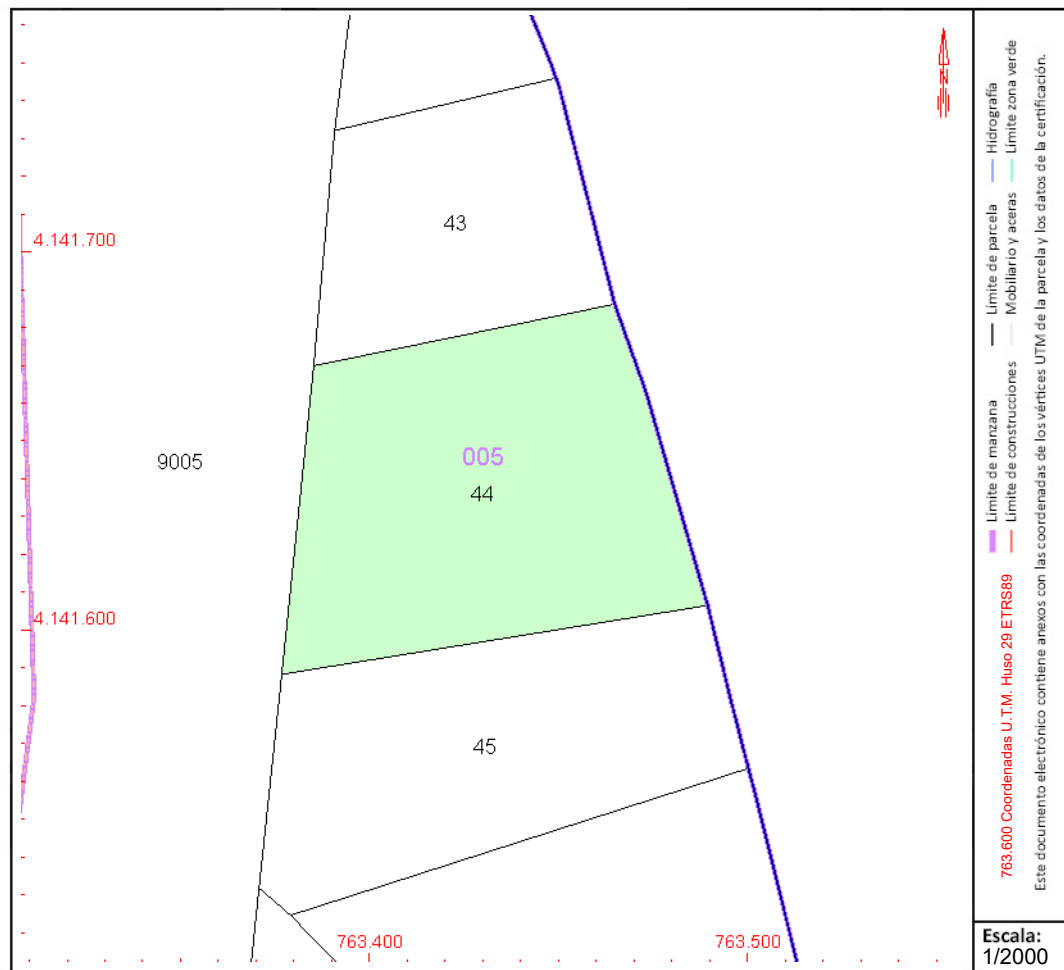 43
4.141.700
005
44
9005
4.141.600
45
763.400
763.500
N
Límite de manzana
Límite de parcela
Hidrografía
Límite de construcciones
Mobiliario y aceras
Límite zona verde
763.600 Coordenadas U.T.M. Huso 29 ETRS89
Este documento electrónico contiene anexos con las coordenadas de los vértices UTM de la parcela y los datos de la certificación.
Escala:
1/2000